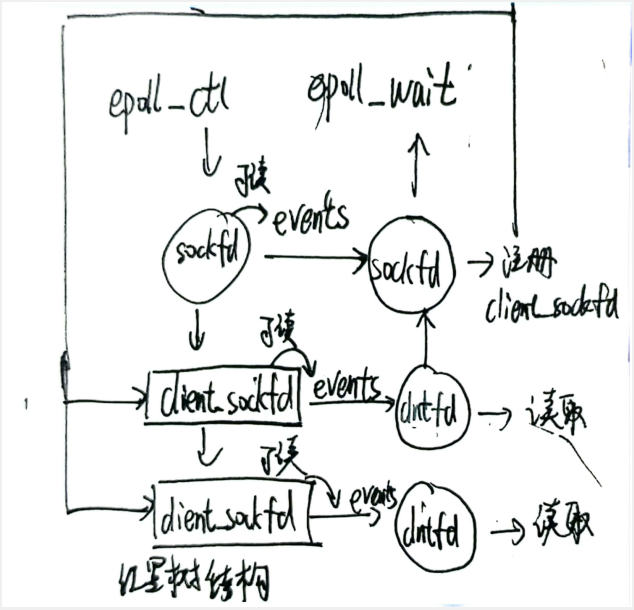 epoll_ctl
epoll_wait
可读
events
sockfd
sockfd
注册
client_sockfd
可读
client_sockfd
events
clntfd
读取
可读
client_sockfd
events
clntfd
读取
红黑树结构